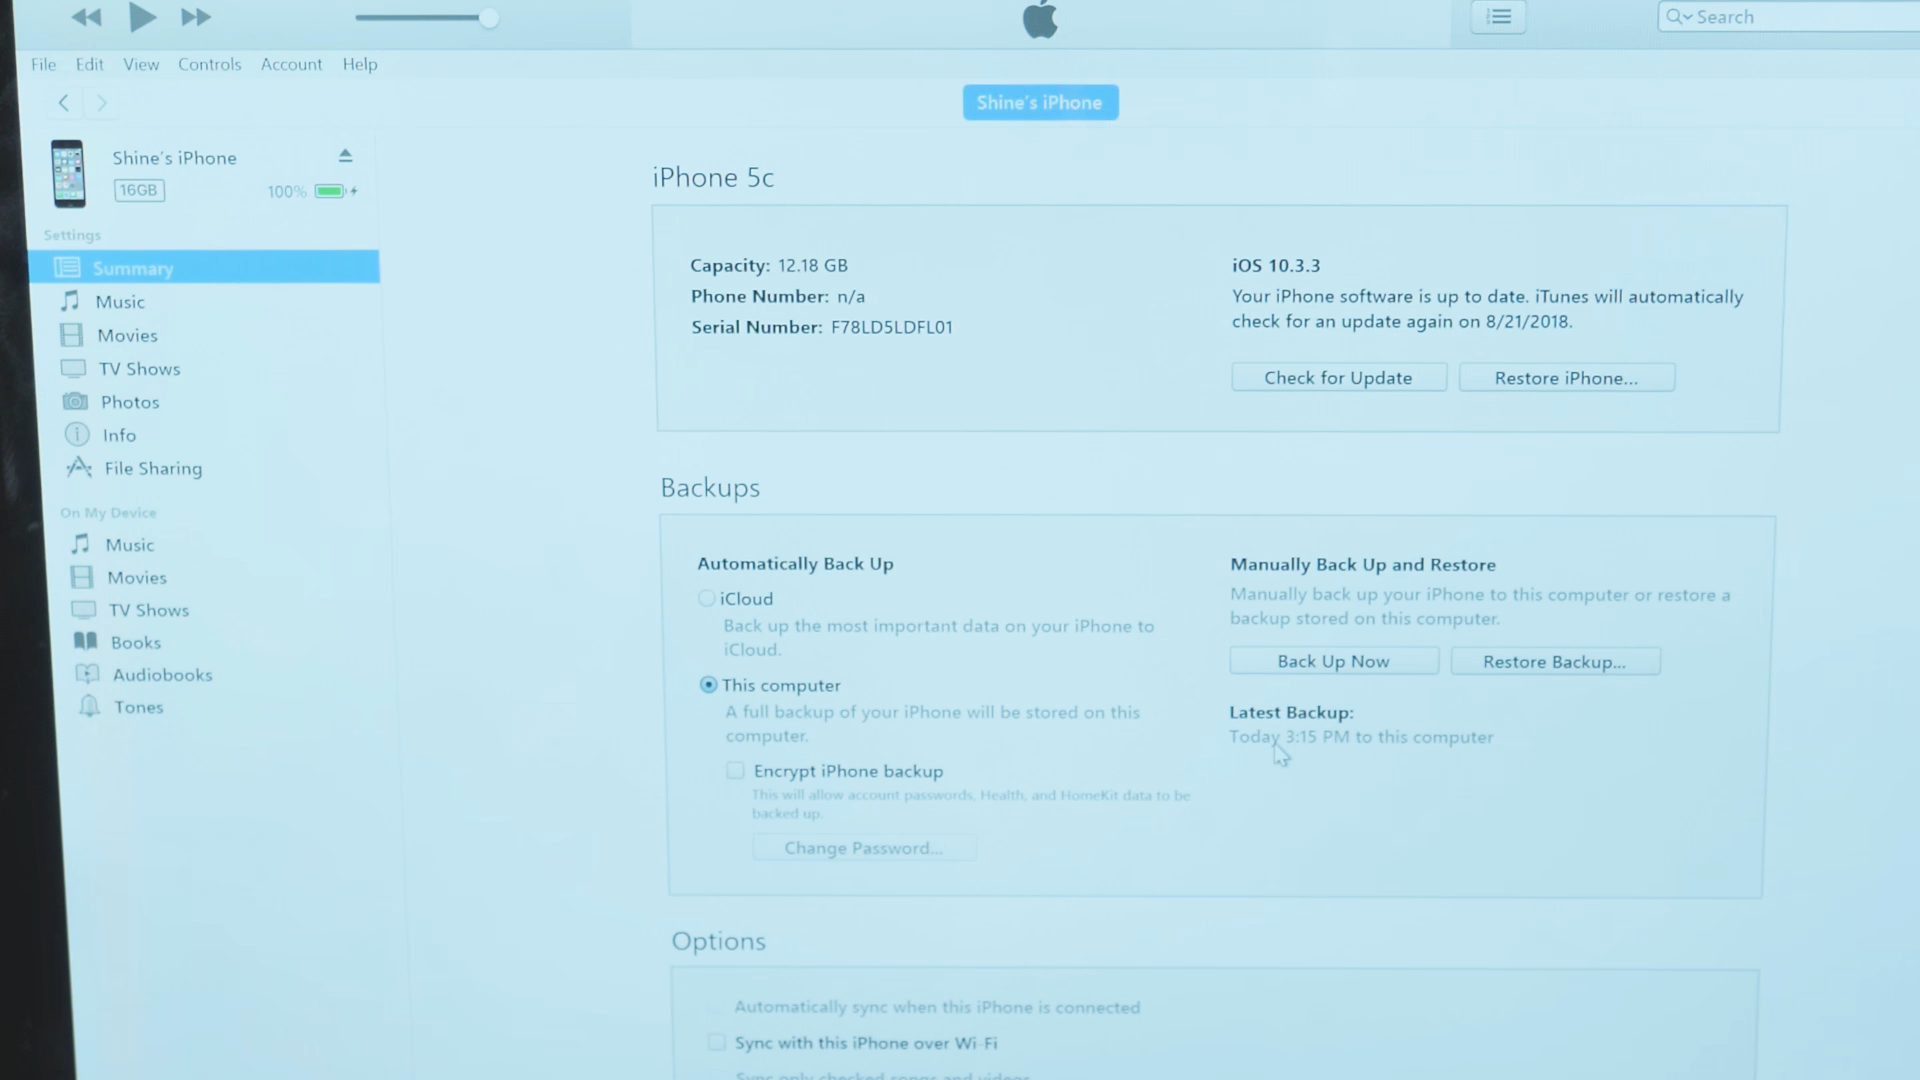 Search
File Edit View Controls Account Help
Shine's iPhone
Shine's iPhone
16GB
100%
Settings
Summary
Music
Movies
TV Shows
Photos
Info
File Sharing
On My Device
Music
Movies
TV Shows
Books
Audiobooks
Tones
iPhone 5c
Capacity: 12.18 GB
Phone Number: n/a
Serial Number: F78LD5LDFL01
iOS 10.3.3
Your iPhone software is up to date. iTunes will automatically
check for an update again on 8/21/2018.
Check for Update
Restore iPhone...
Backups
Automatically Back Up
iCloud
Back up the most important data on your iPhone to
iCloud.
This computer
A full backup of your iPhone will be stored on this
computer.
Encrypt iPhone backup
This will allow account passwords, Health, and HomeKit data to be
backed up.
Change Password...
Manually Back Up and Restore
Manually back up your iPhone to this computer or restore a
backup stored on this computer.
Back Up Now
Restore Backup...
Latest Backup:
Today 3:15 PM to this computer
Options
Automatically sync when this iPhone is connected
Sync with this iPhone over Wi-Fi
Sync only checked songs and videos